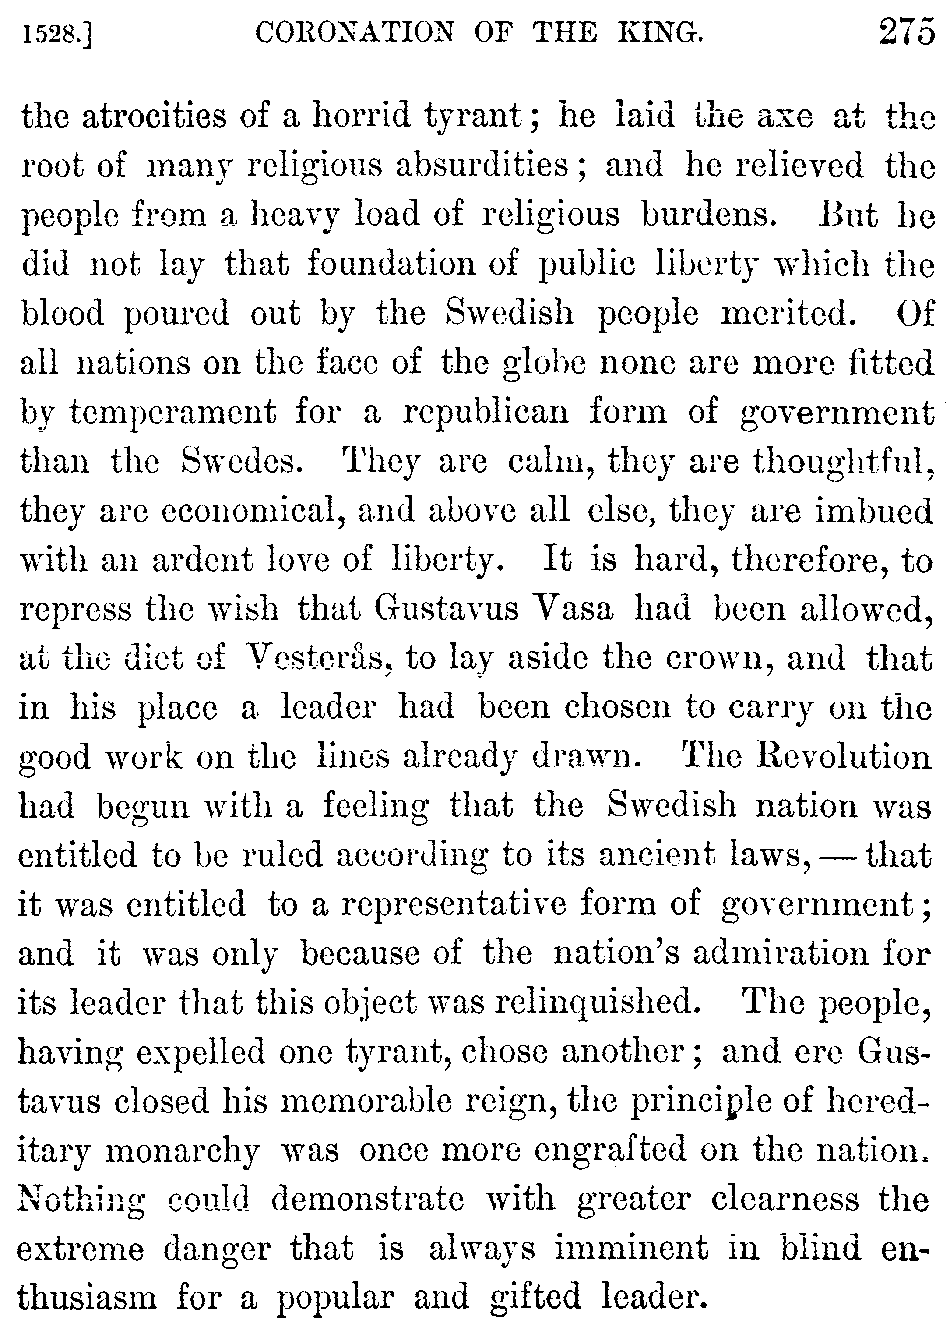 1528.] CORONATION OF THE KING. 275
the atrocities of a horrid tyrant; he laid the axe at the
root of many religious absurdities; and he relieved the
people from a heavy load of religious burdens. But he
did not lay that foundation of public liberty which the
blood poured out by the Swedish people merited. Of
all nations on the face of the globe none are more fitted
by temperament for a republican form of government
than the Swedes. They are calm, they are thoughtful,
they are economical, and above all else, they are imbued
with an ardent love of liberty. It is hard, therefore, to
repress the wish that Gustavus Vasa had been allowed,
at the diet of Vesterås, to lay aside the crown, and that
in his place a leader had been chosen to carry on the
good work on the lines already drawn. The Revolution
had begun with a feeling that the Swedish nation was
entitled to be ruled according to its ancient laws, — that
it was entitled to a representative form of government;
and it was only because of the nation's admiration for
its leader that this object was relinquished. The people,
having expelled one tyrant, chose another; and ere Gus-
tavus closed his memorable reign, the principle of hered-
itary monarchy was once more engrafted on the nation.
Nothing could demonstrate with greater clearness the
extreme danger that is always imminent in blind en-
thusiasm for a popular and gifted leader.